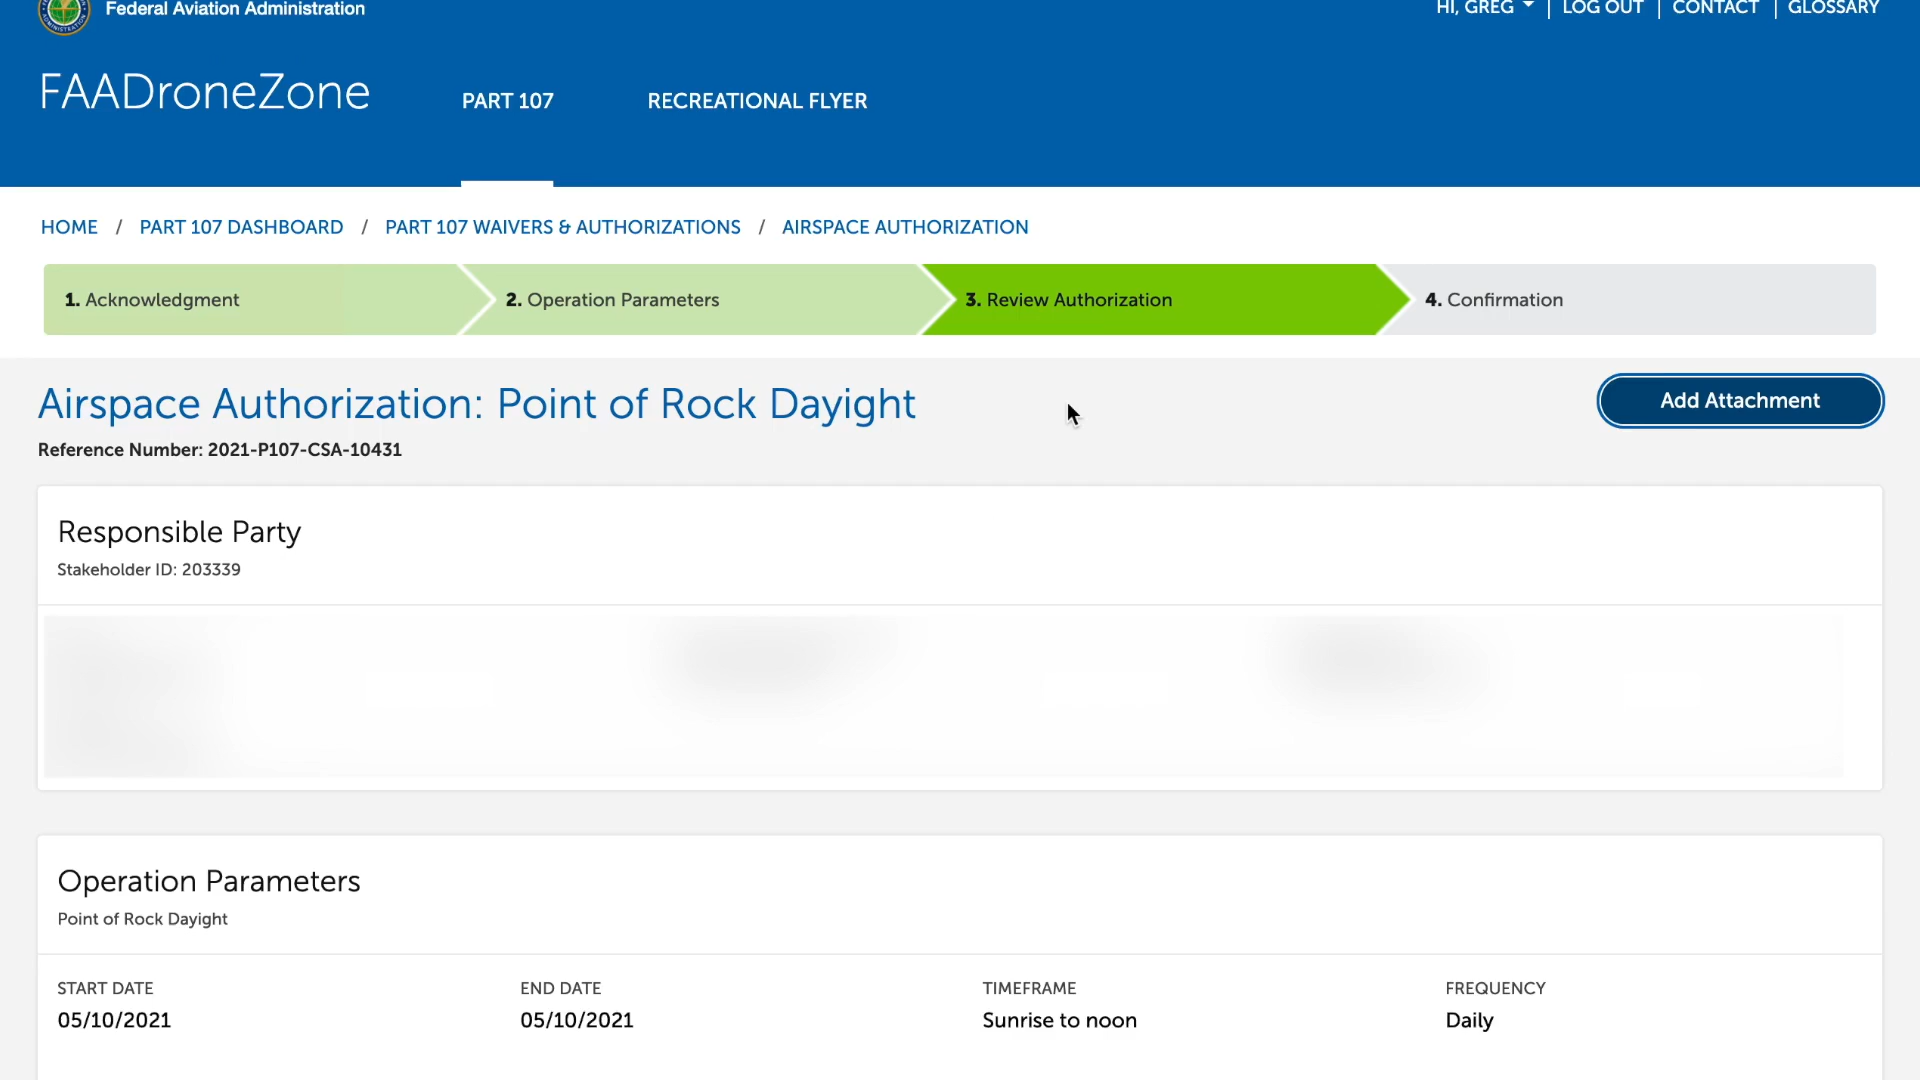 Federal Aviation Administration
HI, GREG | LOG OUT | CONTACT | GLOSSARY
FAADroneZone
PART 107
RECREATIONAL FLYER
HOME / PART 107 DASHBOARD / PART 107 WAIVERS & AUTHORIZATIONS / AIRSPACE AUTHORIZATION
1. Acknowledgment
2. Operation Parameters
3. Review Authorization
4. Confirmation
Airspace Authorization: Point of Rock Dayight
Add Attachment
Reference Number: 2021-P107-CSA-10431
Responsible Party
Stakeholder ID: 203339
Operation Parameters
Point of Rock Dayight
START DATE
05/10/2021
END DATE
05/10/2021
TIMEFRAME
Sunrise to noon
FREQUENCY
Daily